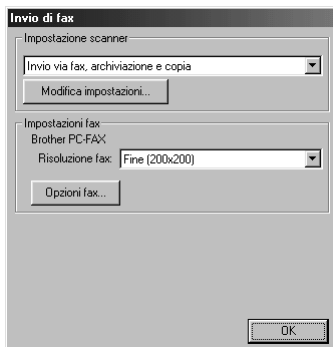 Invio di fax
Impostazione scanner
Invio via fax, archiviazione e copia
Modifica impostazioni...
Impostazioni fax
Brother PC-FAX
Risoluzione fax: Fine (200x200)
Opzioni fax...
OK